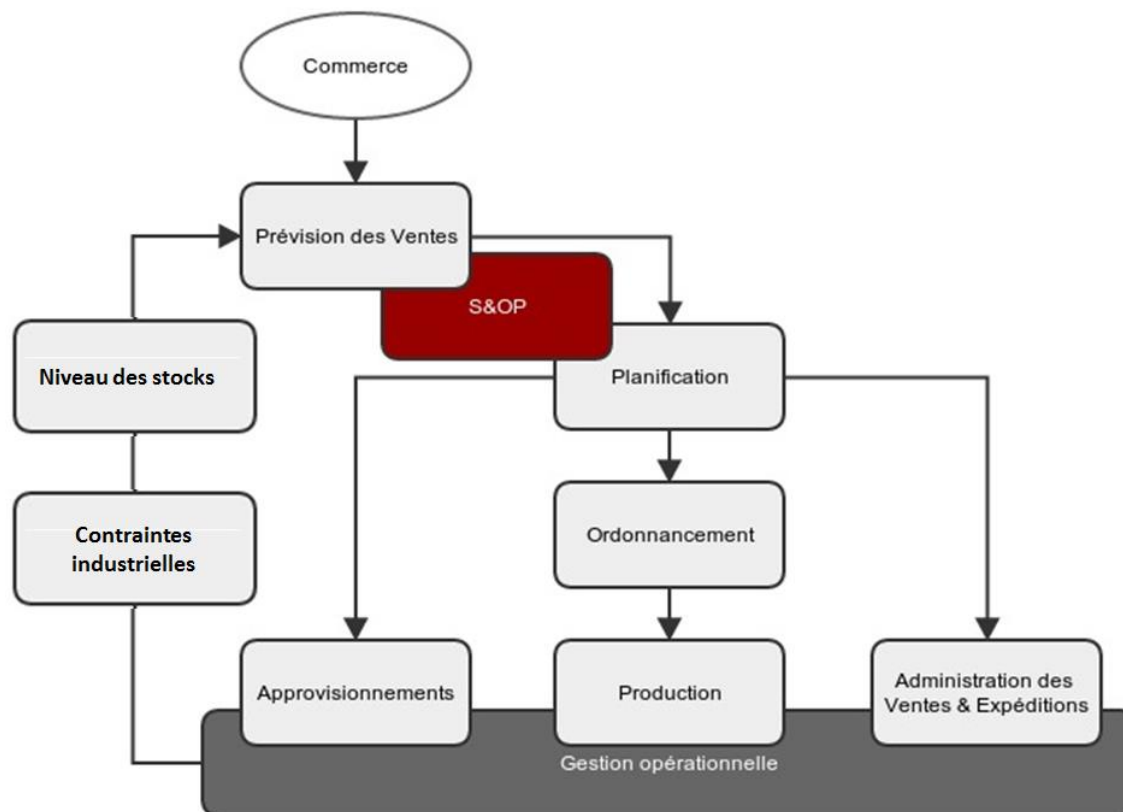 Commerce
Prévision des Ventes
S&OP
Niveau des stocks
Planification
Contraintes
industrielles
Ordonnancement
Approvisionnements
Production
Administration des
Ventes & Expéditions
Gestion opérationnelle